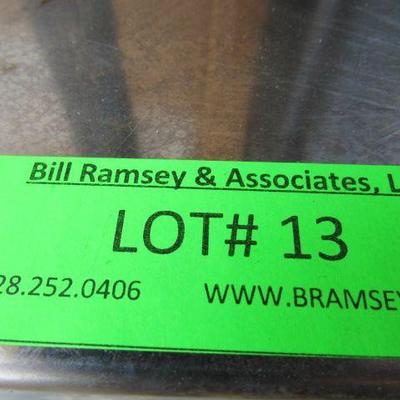 Bill Ramsey & Associates, L
LOT# 13
28.252.0406 WWW.BRAMSEY